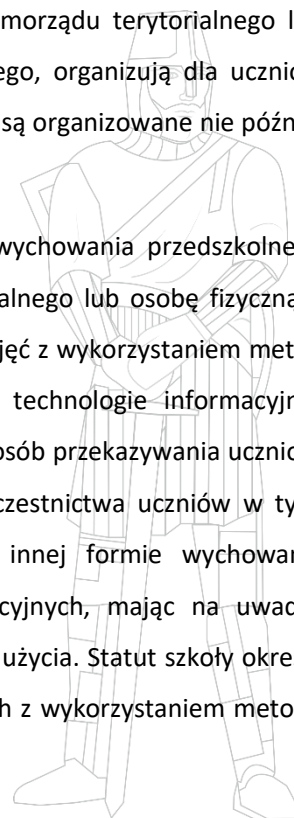 morządu terytorialnego l
ego, organizują dla ucznió
są organizowane nie późn
wychowania przedszkolne
alnego lub osobę fizyczną
jęć z wykorzystaniem met
technologie informacyjn
osób przekazywania ucznio
zestnictwa uczniów w ty
innej formie wychowan
cyjnych, mając na uwad
użycia. Statut szkoły okre
h z wykorzystaniem meto